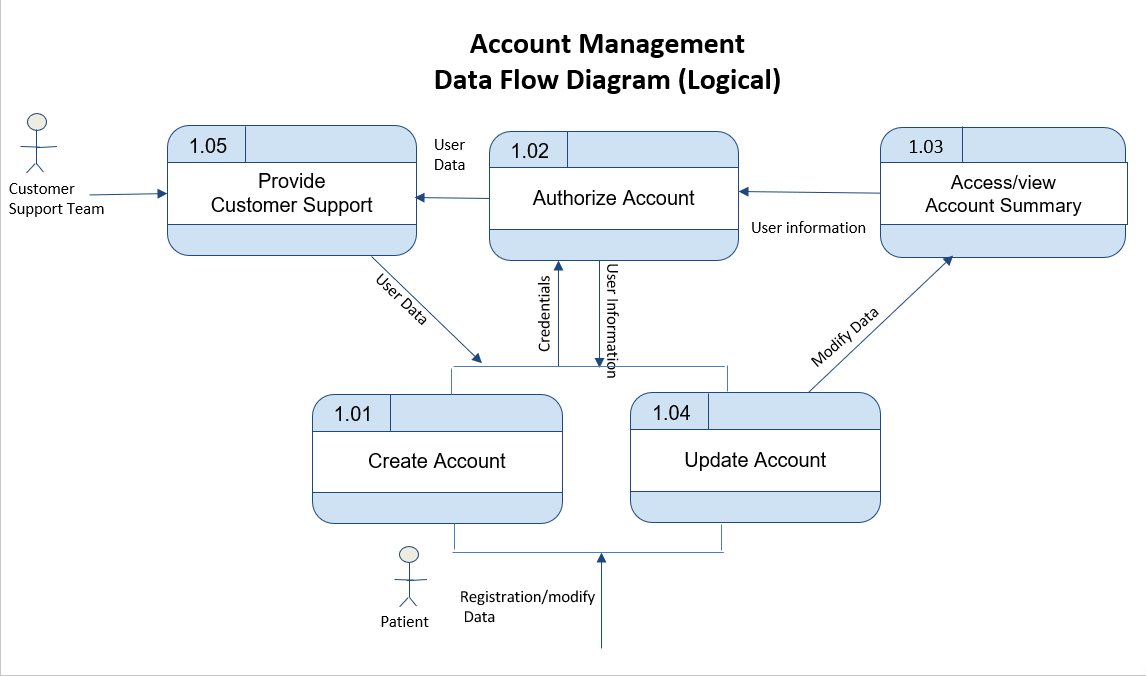 Account Management
Data Flow Diagram (Logical)
Customer
Support Team
1.05
Provide
Customer Support
User
Data
1.02
Authorize Account
1.03
Access/view
Account Summary
User information
User Data
Credentials
User Information
Modify Data
1.01
Create Account
1.04
Update Account
Patient
Registration/modify
Data